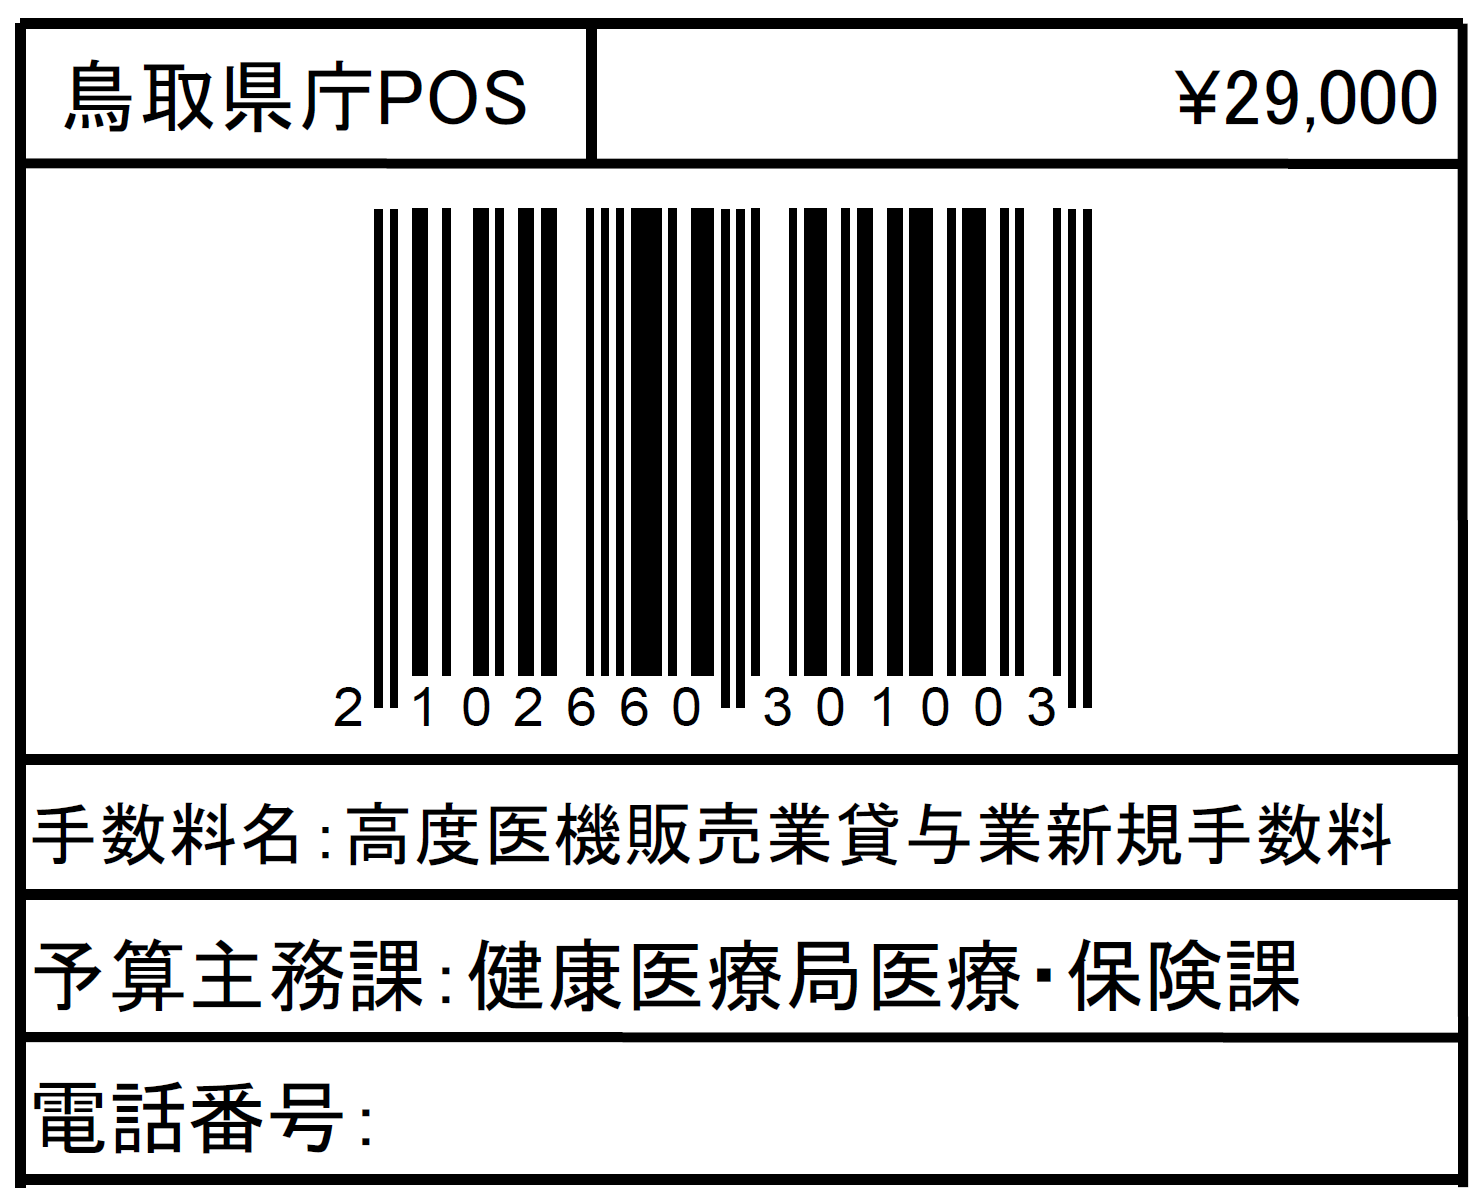 鳥取県庁POS ¥29,000
2 102660 301003
手数料名:高度医機販売業貸与業新規手数料
予算主務課:健康医療局医療・保険課
電話番号: